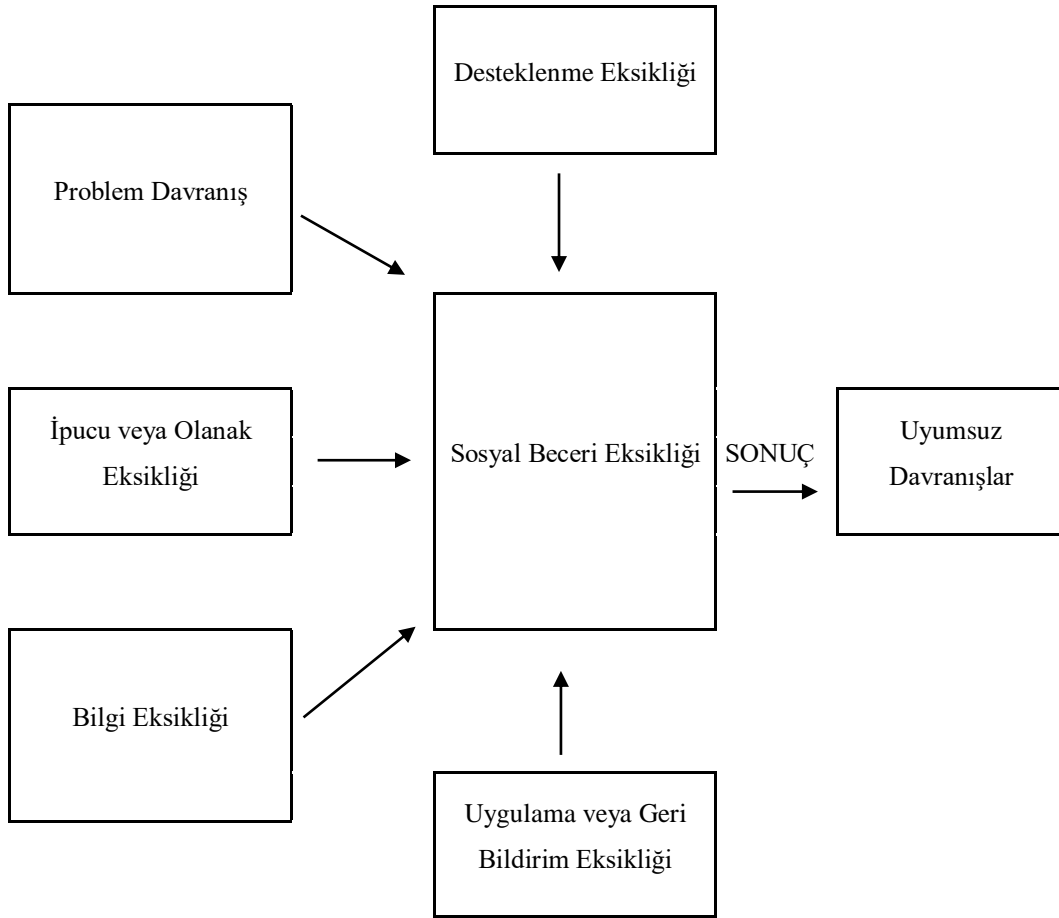 Desteklenme Eksikliği
Problem Davranış
İpucu veya Olanak
Eksikliği
Sosyal Beceri Eksikliği
SONUÇ
Uyumsuz
Davranışlar
Bilgi Eksikliği
Uygulama veya Geri
Bildirim Eksikliği